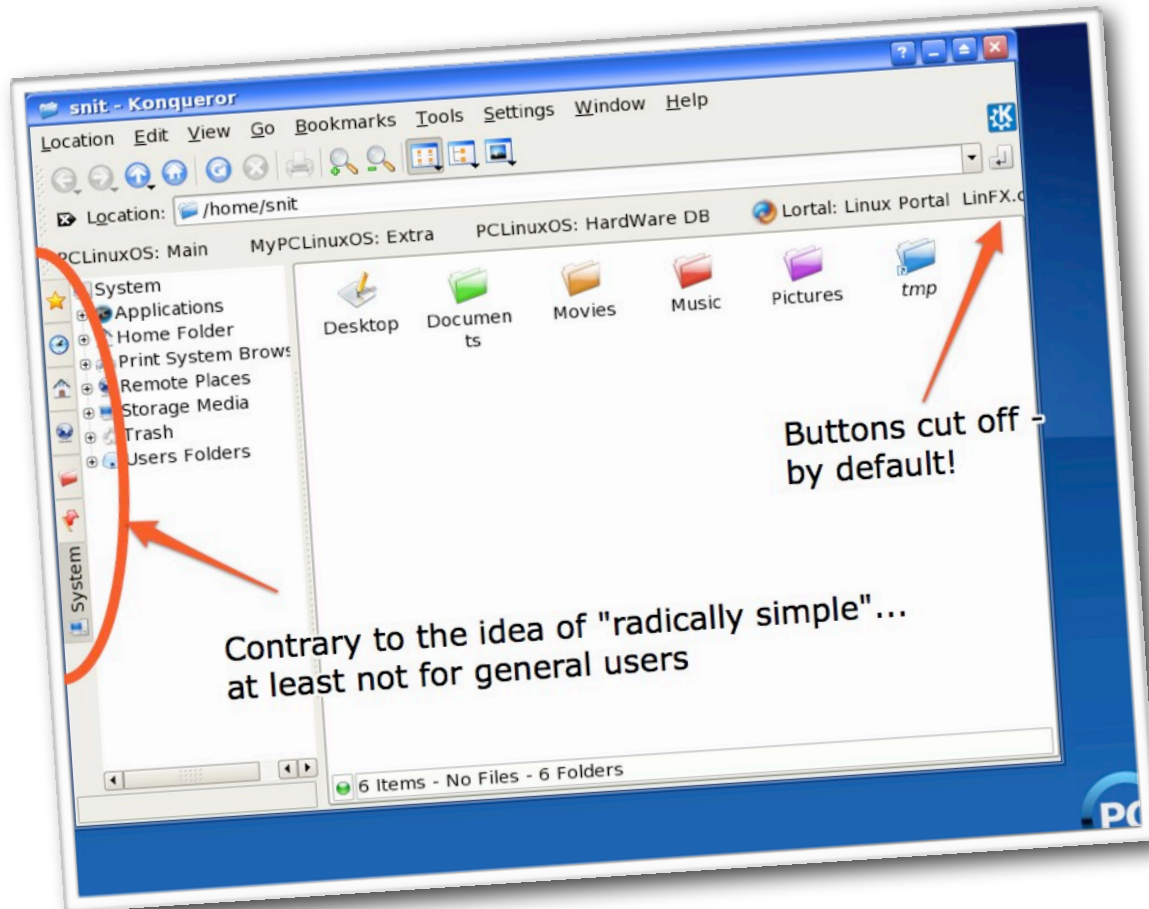 snit - Konqueror
Location Edit View Go Bookmarks Tools Settings Window Help
Location: /home/snit
PCLinuxOS: Main MyPCLinuxOS: Extra PCLinuxOS: HardWare DB Lortal: Linux Portal LinFX.c
System
Applications
Home Folder
Print System Brows
Remote Places
Storage Media
Trash
Users Folders
System
Desktop
Documen
ts
Movies
Music
Pictures
tmp
Buttons cut off -
by default!
Contrary to the idea of "radically simple"...
at least not for general users
6 Items - No Files - 6 Folders
PC